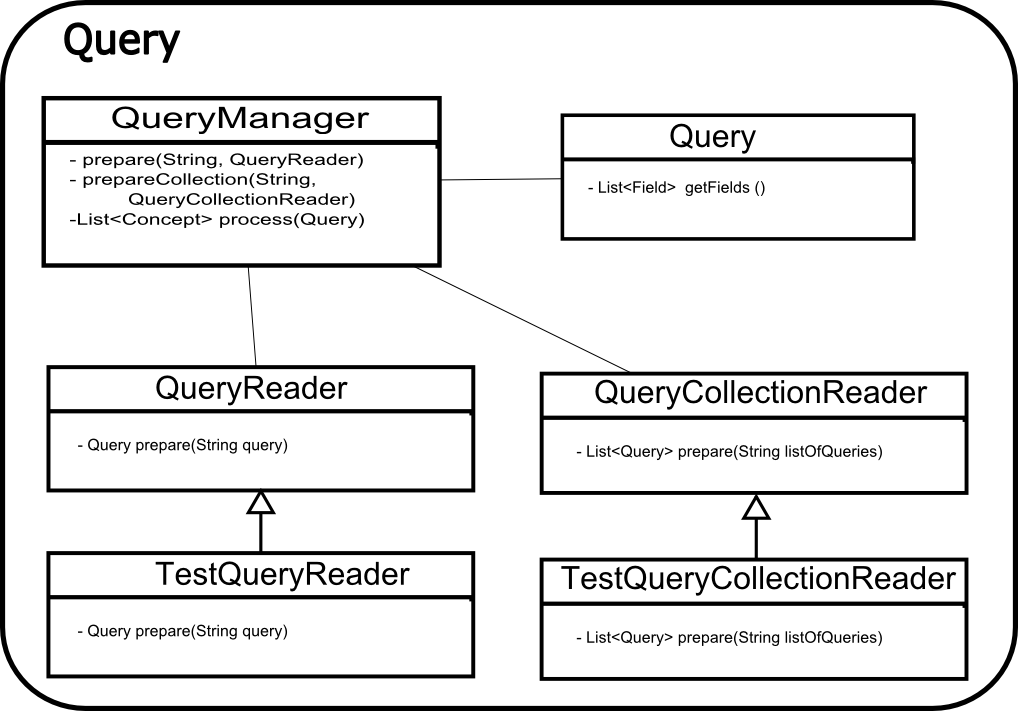 Query
QueryManager
- prepare(String, QueryReader)
- prepareCollection(String,
QueryCollectionReader)
-List<Concept> process(Query)
Query
- List<Field>  getFields ()
QueryReader
- Query prepare(String query)
QueryCollectionReader
- List<Query> prepare(String listOfQueries)
TestQueryReader
- Query prepare(String query)
TestQueryCollectionReader
- List<Query> prepare(String listOfQueries)